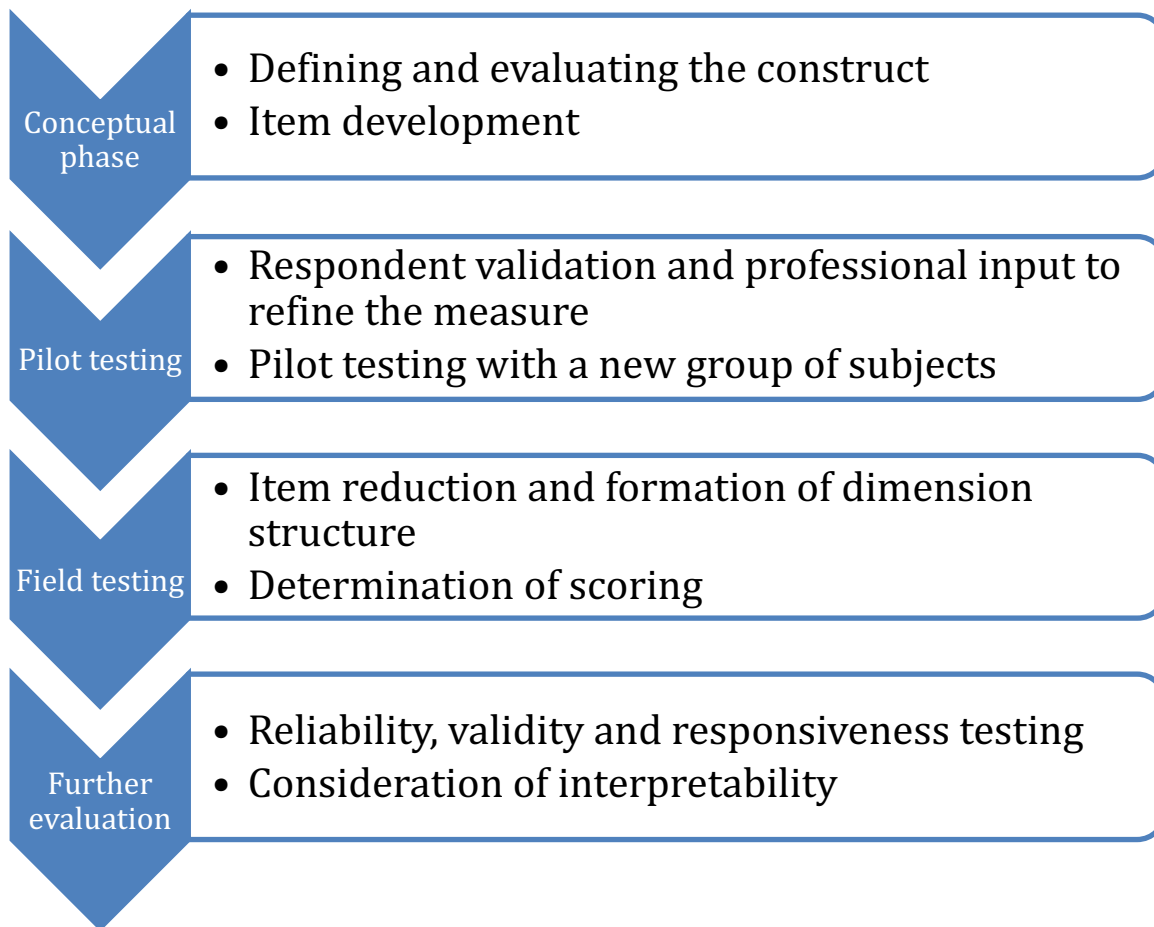 Conceptual
phase
• Defining and evaluating the construct
• Item development
Pilot testing
• Respondent validation and professional input to
refine the measure
• Pilot testing with a new group of subjects
Field testing
• Item reduction and formation of dimension
structure
• Determination of scoring
Further
evaluation
• Reliability, validity and responsiveness testing
• Consideration of interpretability